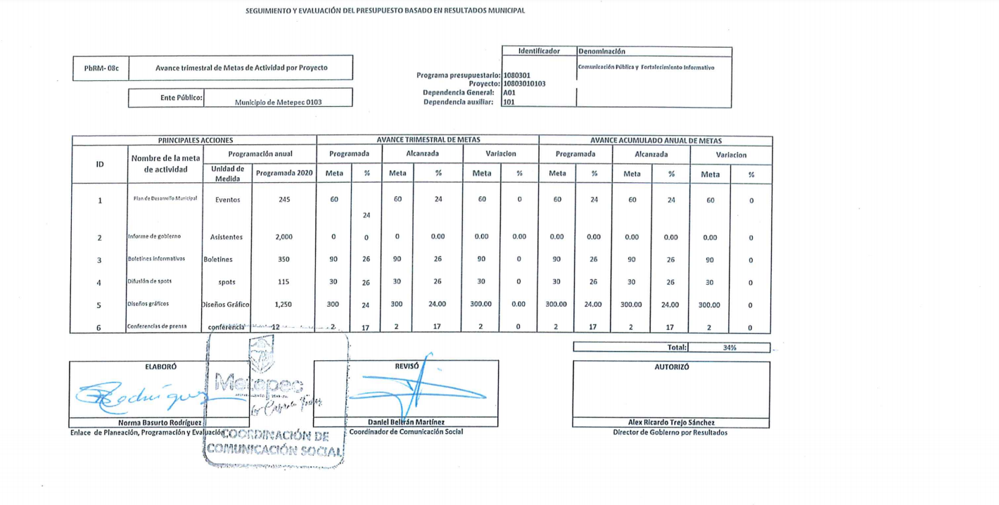 SEGUIMIENTO Y EVALUACIÓN DEL PRESUPUESTO BASADO EN RESULTADOS MUNICIPAL
Identificador Denominación
PbRM- 08c Avance trimestral de Metas de Actividad por Proyecto
Comunicación Pública y Fortalecimiento Informativo
Programa presupuestario: 1080301
Proyecto: 10803010103
Dependencia General: A01
Dependencia auxiliar: 101
Ente Público: Municipio de Metepec 0103
PRINCIPALES ACCIONES AVANCE TRIMESTRAL DE METAS AVANCE ACUMULADO ANUAL DE METAS
ID Nombre de la meta de actividad Programación anual Programada Alcanzada Variacion Programada Alcanzada Variacion
Unidad de Medida Programada 2020 Meta % Meta % Meta % Meta % Meta % Meta %
1 Plan de Desarrollo Municipal Eventos 245 60 24 60 24 60 0 60 24 60 24 60 0
2 Informe de gobierno Asistentes 2,000 0 0 0 0.00 0.00 0.00 0.00 0.00 0.00 0.00 0.00 0
3 Boletines informativos Boletines 350 90 26 90 26 90 0 90 26 90 26 90 0
4 Difusión de spots spots 115 30 26 30 26 30 0 30 26 30 26 30 0
5 Diseños gráficos Diseños Gráfico 1,250 300 24 300 24.00 300.00 0.00 300.00 24.00 300.00 24.00 300.00 0
6 Conferencias de prensa conferencia 12 2 17 2 17 2 0 2 17 2 17 2 0
Total: 34%
ELABORÓ REVISÓ AUTORIZÓ
Rodríguez
Metepec
Norma Basurto Rodríguez Daniel Beltrán Martínez Alex Ricardo Trejo Sánchez
Enlace de Planeación, Programación y Evaluación Coordinador de Comunicación Social Director de Gobierno por Resultados
COORDINACIÓN DE
COMUNICACIÓN SOCIAL